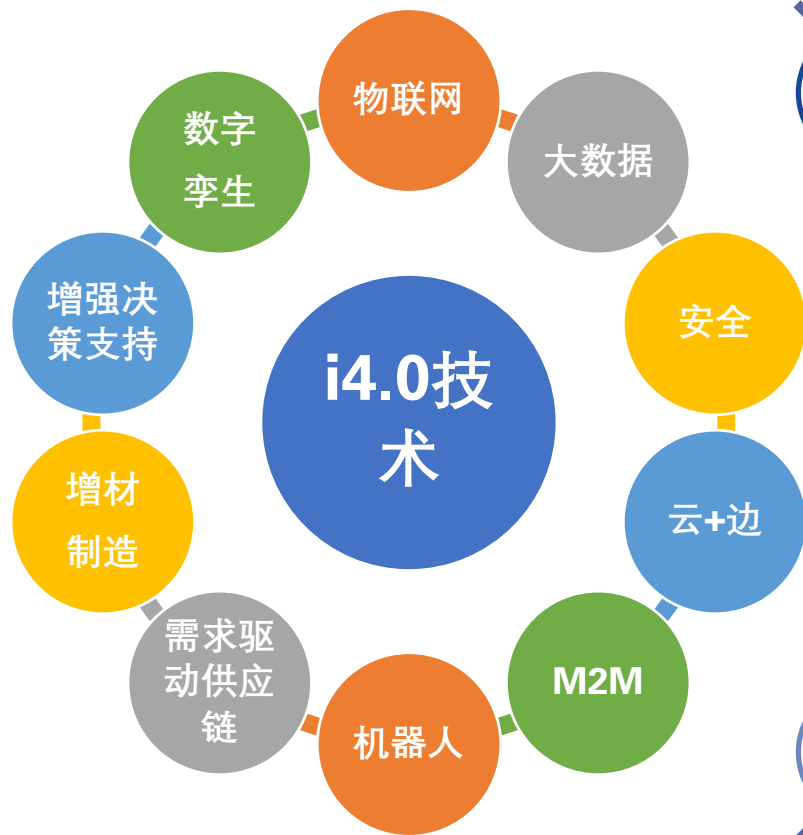 i4.0技
术
物联网
大数据
安全
云+边
M2M
机器人
需求驱
动供应
链
增材
制造
增强决
策支持
数字
孪生